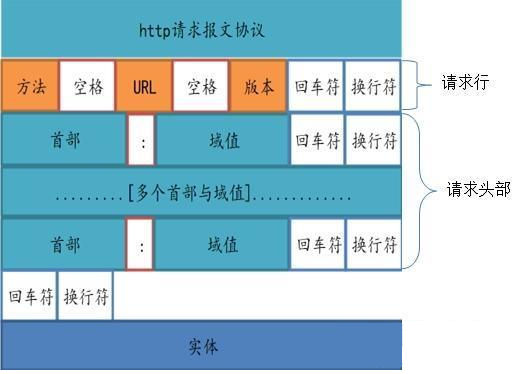 http请求报文协议
方法 空格 URL 空格 版本 回车符 换行符 请求行
首部 : 域值 回车符 换行符
.........[多个首部与域值].............  请求头部
首部 : 域值 回车符 换行符
回车符 换行符
实体